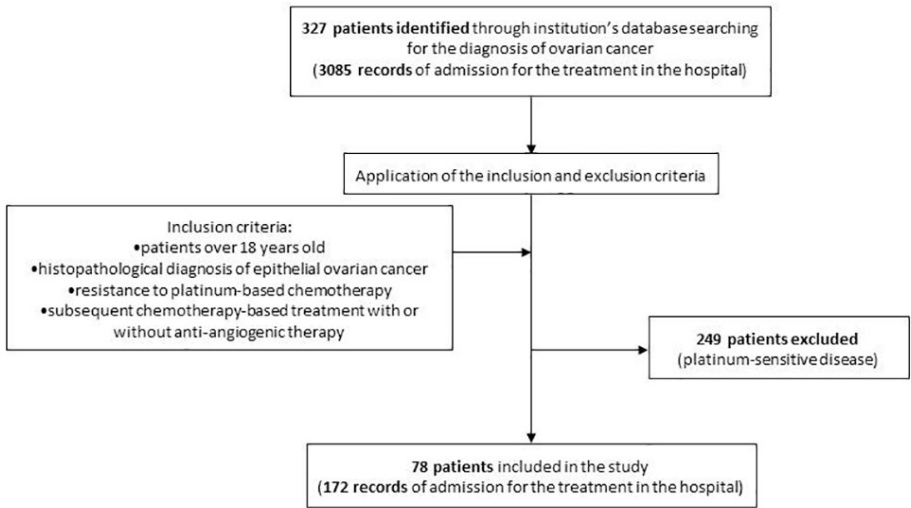 327 patients identified through institution's database searching
for the diagnosis of ovarian cancer
(3085 records of admission for the treatment in the hospital)
Application of the inclusion and exclusion criteria
Inclusion criteria:
•patients over 18 years old
•histopathological diagnosis of epithelial ovarian cancer
•resistance to platinum-based chemotherapy
•subsequent chemotherapy-based treatment with or
without anti-angiogenic therapy
249 patients excluded
(platinum-sensitive disease)
78 patients included in the study
(172 records of admission for the treatment in the hospital)